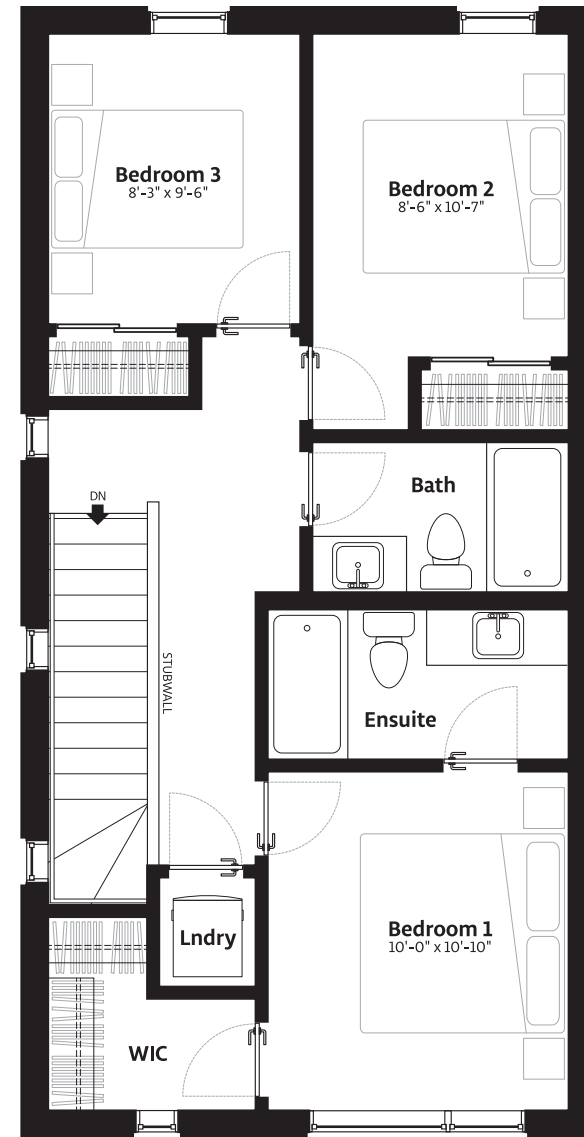 Bedroom 3
8'-3" x 9'-6"
Bedroom 2
8'-6" x 10'-7"
Bath
DN
STUBWALL
Ensuite
Bedroom 1
10'-0" x 10'-10"
Lndry
WIC